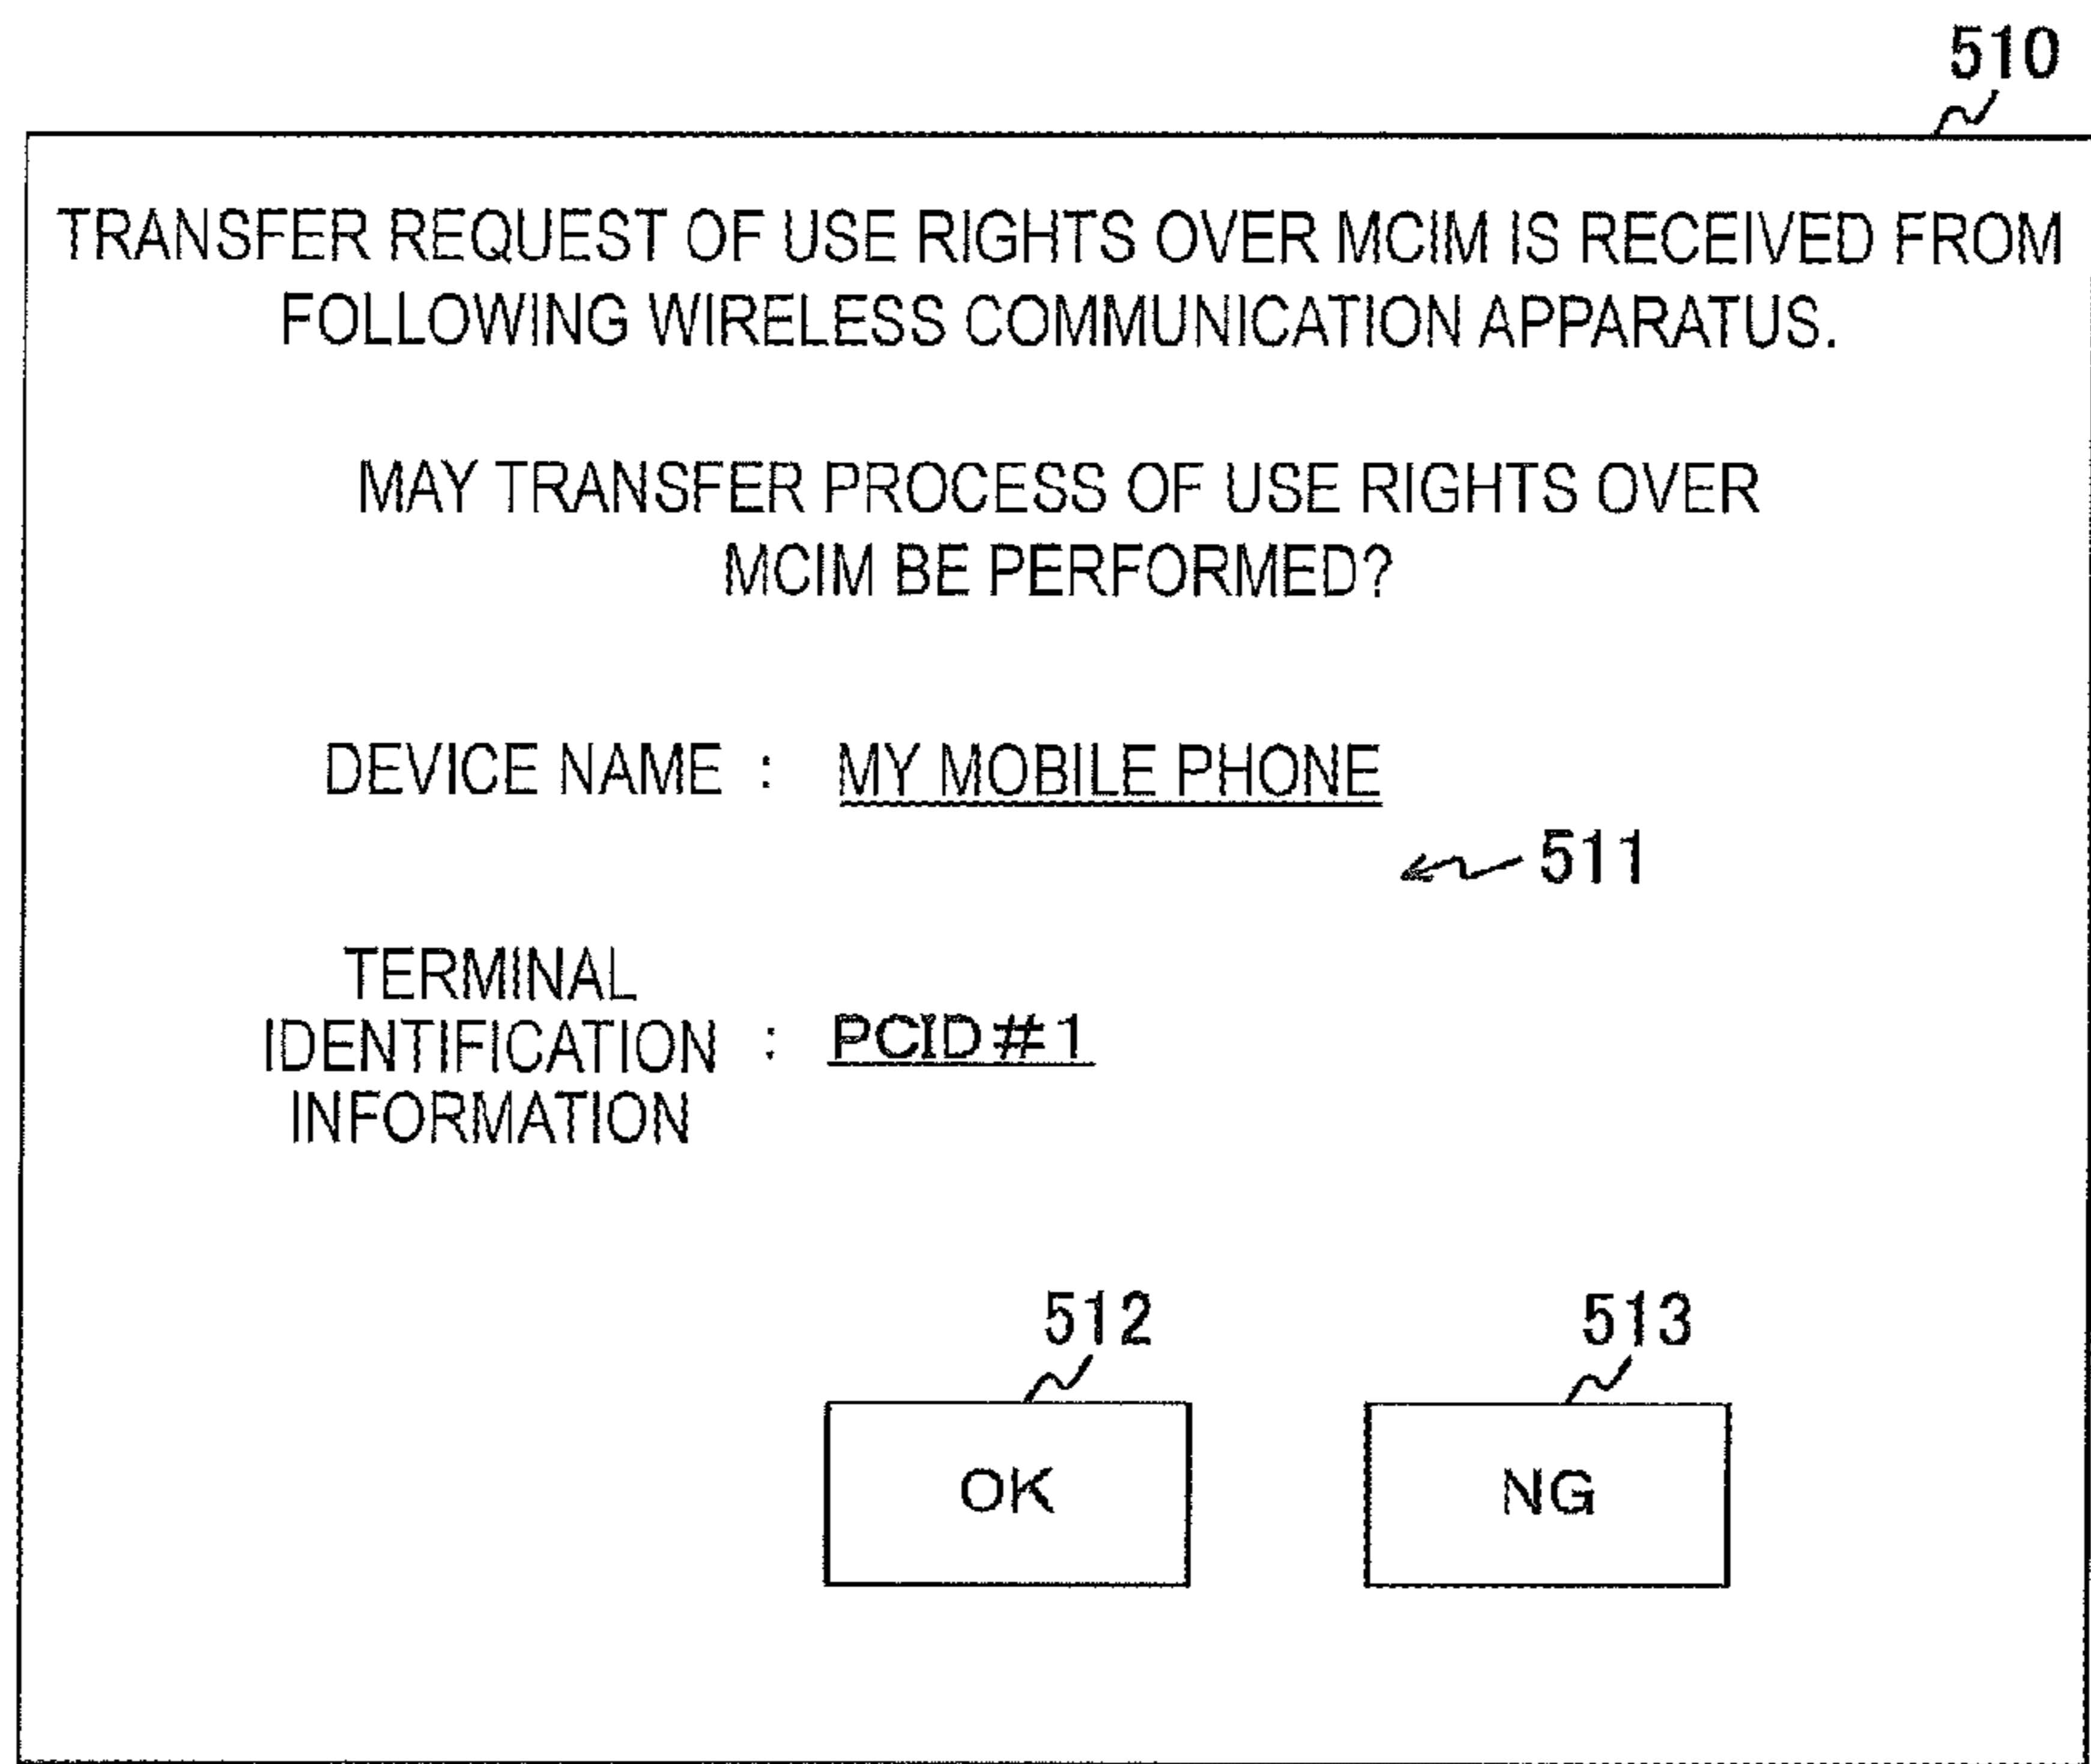 510
TRANSFER REQUEST OF USE RIGHTS OVER MCIM IS RECEIVED FROM
FOLLOWING WIRELESS COMMUNICATION APPARATUS.
MAY TRANSFER PROCESS OF USE RIGHTS OVER
MCIM BE PERFORMED?
DEVICE NAME : MY MOBILE PHONE
511
TERMINAL
IDENTIFICATION : PCID#1
INFORMATION
512 513
OK NG